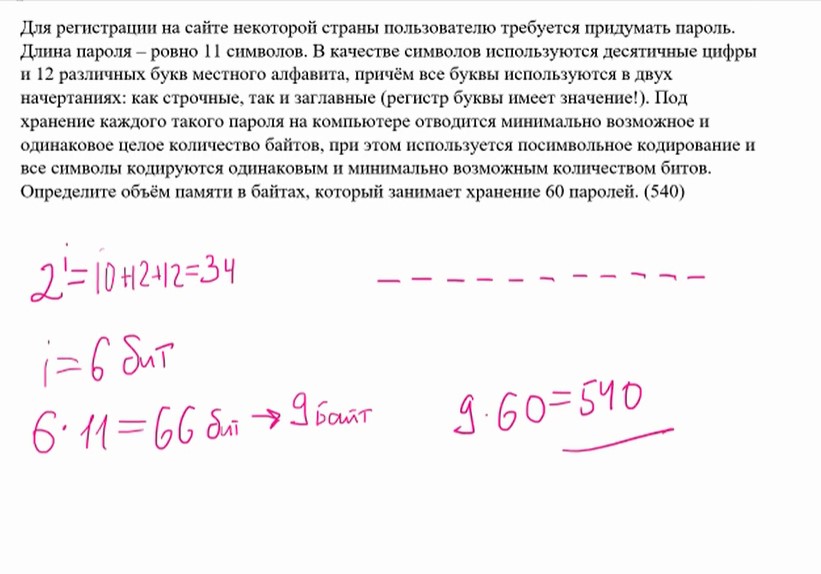 Для регистрации на сайте некоторой страны пользователю требуется придумать пароль.
Длина пароля – ровно 11 символов. В качестве символов используются десятичные цифры
и 12 различных букв местного алфавита, причём все буквы используются в двух
начертаниях: как строчные, так и заглавные (регистр буквы имеет значение!). Под
хранение каждого такого пароля на компьютере отводится минимально возможное и
одинаковое целое количество байтов, при этом используется посимвольное кодирование и
все символы кодируются одинаковым и минимально возможным количеством битов.
Определите объём памяти в байтах, который занимает хранение 60 паролей. (540)
2^i = 10+12+12=34
i = 6 бит
6 · 11 = 66 бит → 9 Байт
9 · 60 = 540